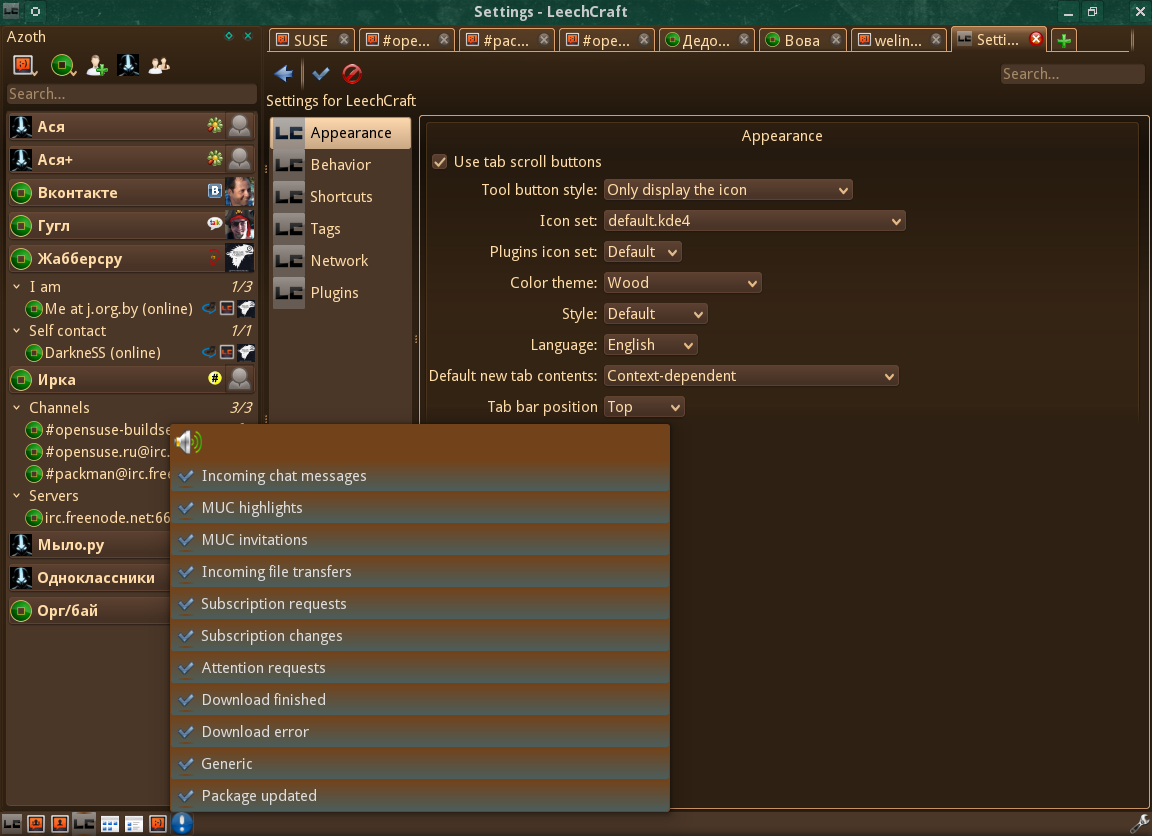 Settings - LeechCraft
Azoth
SUSE
#ope...
#pac...
#ope...
Дедо...
Вова
welin...
Setti...
Search...
Search...
Settings for LeechCraft
Ася
Ася+
Вконтакте
Гугл
Жабберсру
I am 1/3
Me at j.org.by (online)
Self contact 1/1
DarkneSS (online)
Ирка
Channels 3/3
#opensuse-buildse
#opensuse.ru@irc.
#packman@irc.free
Servers
irc.freenode.net:66
Мыло.ру
Одноклассники
Орг/бай
Appearance
Behavior
Shortcuts
Tags
Network
Plugins
Appearance
Use tab scroll buttons
Tool button style: Only display the icon
Icon set: default.kde4
Plugins icon set: Default
Color theme: Wood
Style: Default
Language: English
Default new tab contents: Context-dependent
Tab bar position Top
Incoming chat messages
MUC highlights
MUC invitations
Incoming file transfers
Subscription requests
Subscription changes
Attention requests
Download finished
Download error
Generic
Package updated